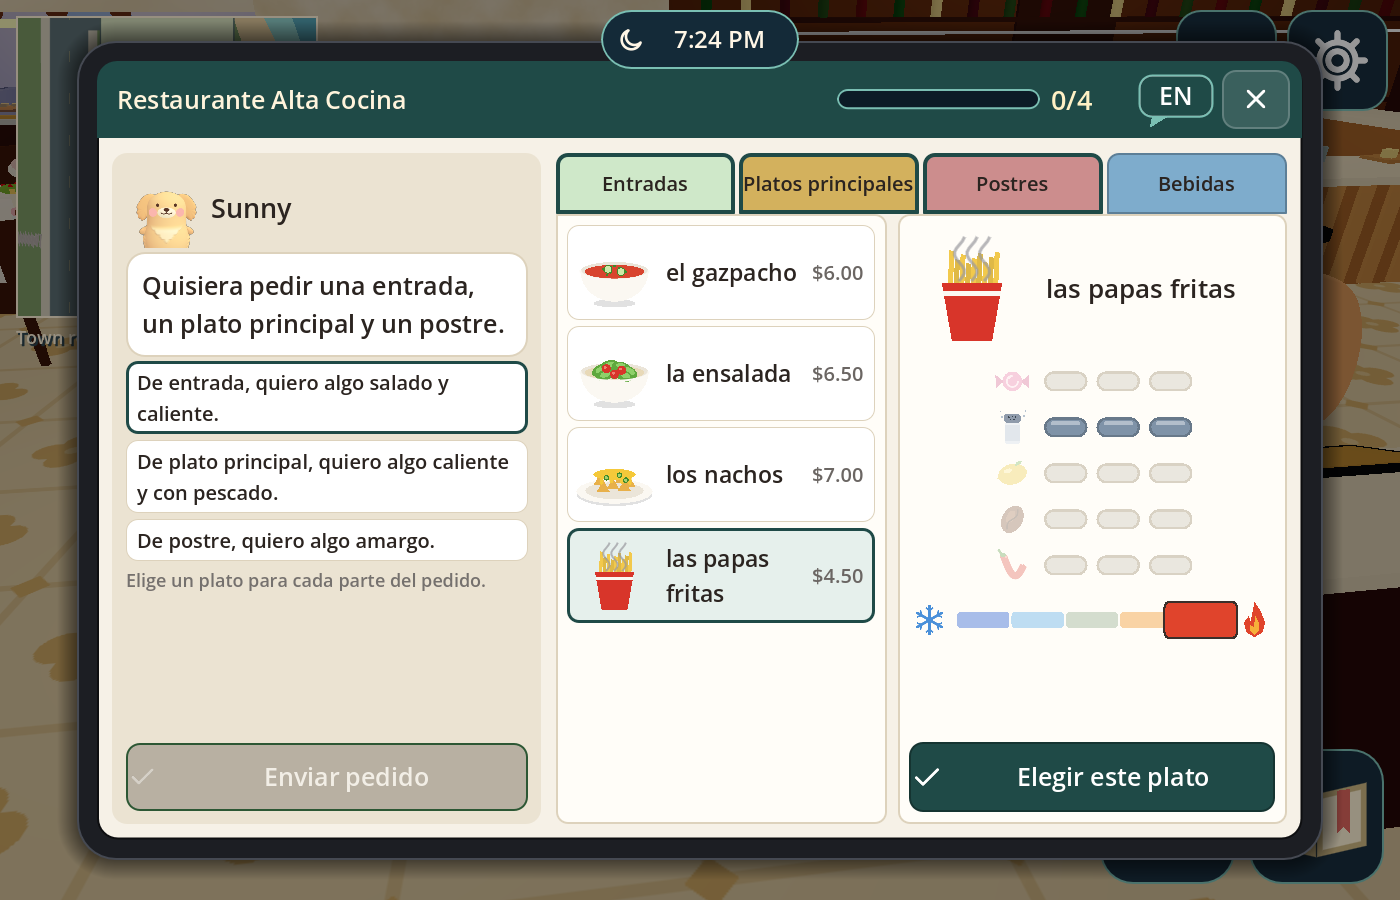 7:24 PM
Restaurante Alta Cocina
0/4
EN
Sunny
Quisiera pedir una entrada,
un plato principal y un postre.
De entrada, quiero algo salado y
caliente.
De plato principal, quiero algo caliente
y con pescado.
De postre, quiero algo amargo.
Elige un plato para cada parte del pedido.
Enviar pedido
Entradas
Platos principales
Postres
Bebidas
el gazpacho $6.00
la ensalada $6.50
los nachos $7.00
las papas
fritas
$4.50
las papas fritas
Elegir este plato
Town